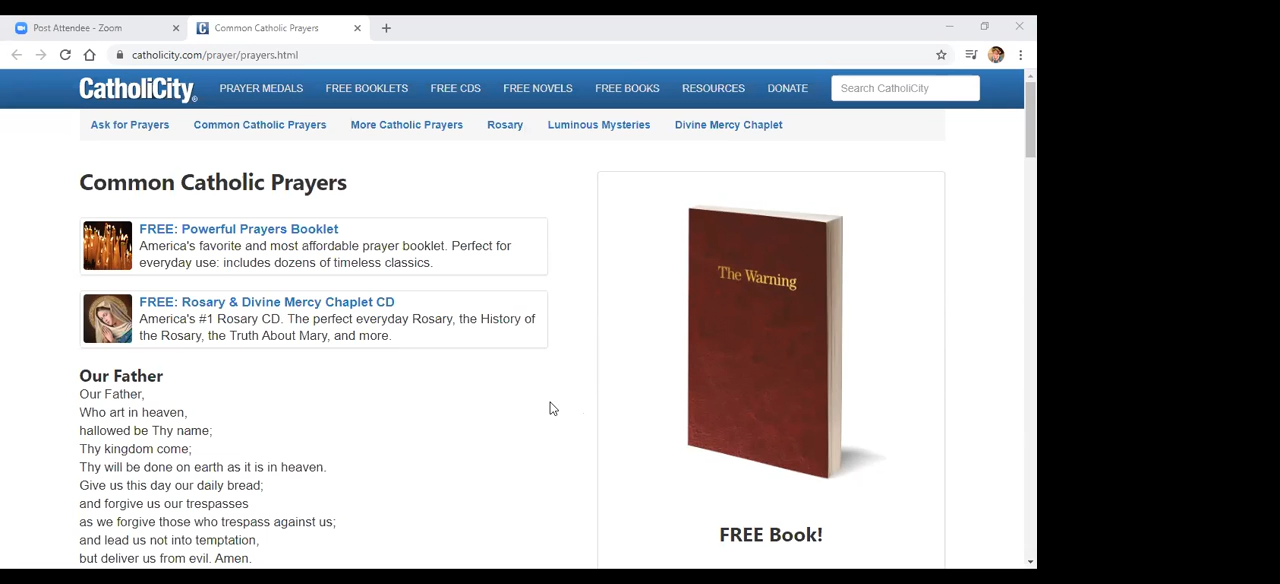 Post Attendee - Zoom
Common Catholic Prayers
catholicity.com/prayer/prayers.html
CATHOLICITY®
PRAYER MEDALS FREE BOOKLETS FREE CDS FREE NOVELS FREE BOOKS RESOURCES DONATE Search CatholiCity
Ask for Prayers Common Catholic Prayers More Catholic Prayers Rosary Luminous Mysteries Divine Mercy Chaplet
Common Catholic Prayers
FREE: Powerful Prayers Booklet
America's favorite and most affordable prayer booklet. Perfect for
everyday use: includes dozens of timeless classics.
FREE: Rosary & Divine Mercy Chaplet CD
America's #1 Rosary CD. The perfect everyday Rosary, the History of
the Rosary, the Truth About Mary, and more.
Our Father
Our Father,
Who art in heaven,
hallowed be Thy name;
Thy kingdom come;
Thy will be done on earth as it is in heaven.
Give us this day our daily bread;
and forgive us our trespasses
as we forgive those who trespass against us;
and lead us not into temptation,
but deliver us from evil. Amen.
The Warning
FREE Book!